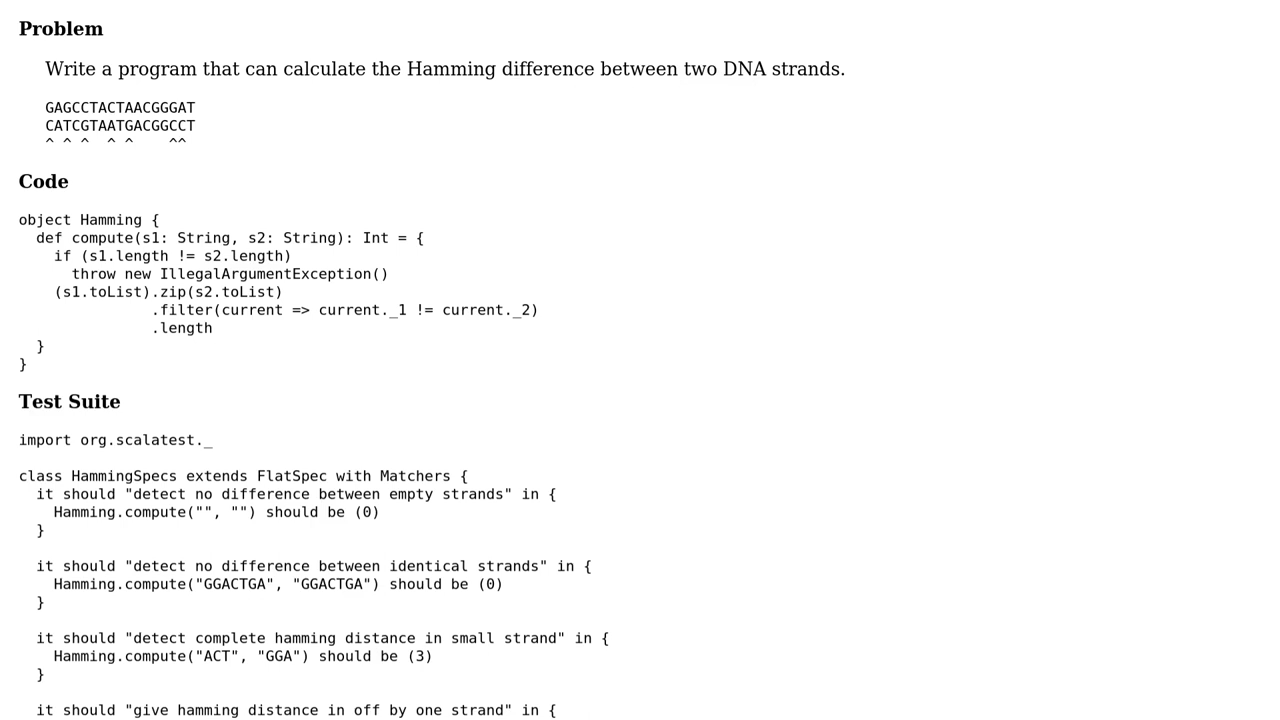 Problem
Write a program that can calculate the Hamming difference between two DNA strands.
GAGCCTACTAACGGGAT
CATCGTAATGACGGCCT
^ ^ ^  ^ ^    ^^
Code
object Hamming {
  def compute(s1: String, s2: String): Int = {
    if (s1.length != s2.length)
      throw new IllegalArgumentException()
    (s1.toList).zip(s2.toList)
               .filter(current => current._1 != current._2)
               .length
  }
}
Test Suite
import org.scalatest._
class HammingSpecs extends FlatSpec with Matchers {
  it should "detect no difference between empty strands" in {
    Hamming.compute("", "") should be (0)
  }
  it should "detect no difference between identical strands" in {
    Hamming.compute("GGACTGA", "GGACTGA") should be (0)
  }
  it should "detect complete hamming distance in small strand" in {
    Hamming.compute("ACT", "GGA") should be (3)
  }
  it should "give hamming distance in off by one strand" in {